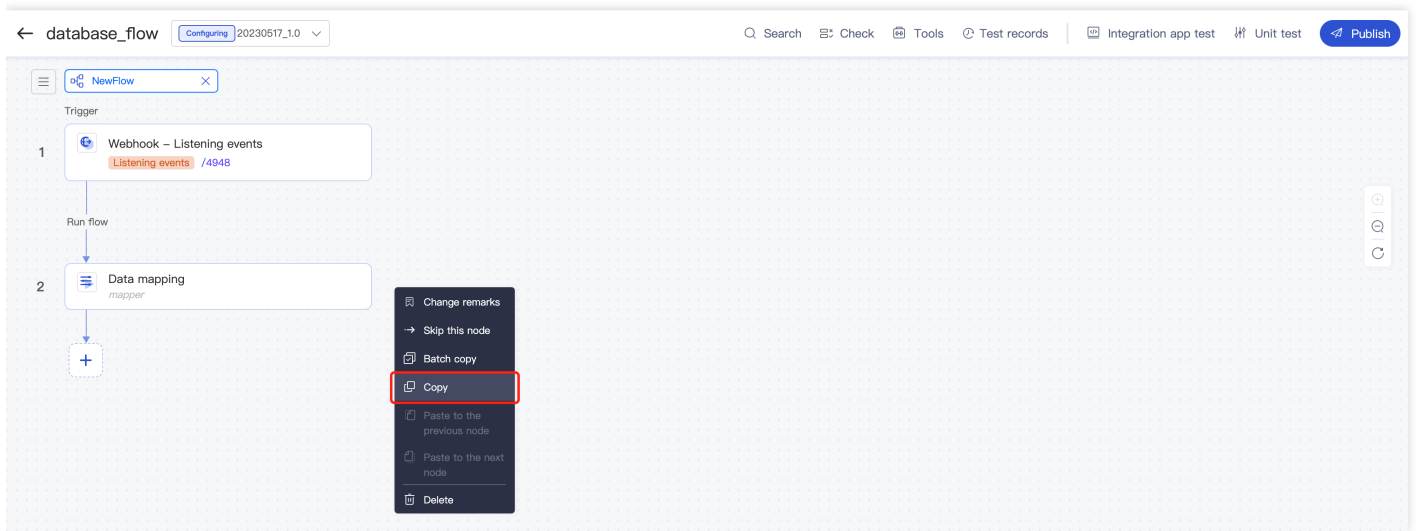 database_flow Configuring 20230517_1.0 Search Check Tools Test records Integration app test Unit test Publish
NewFlow
Trigger
1 Webhook – Listening events
Listening events /4948
Run flow
2 Data mapping
mapper
Change remarks
Skip this node
Batch copy
Copy
Paste to the
previous node
Paste to the next
node
Delete